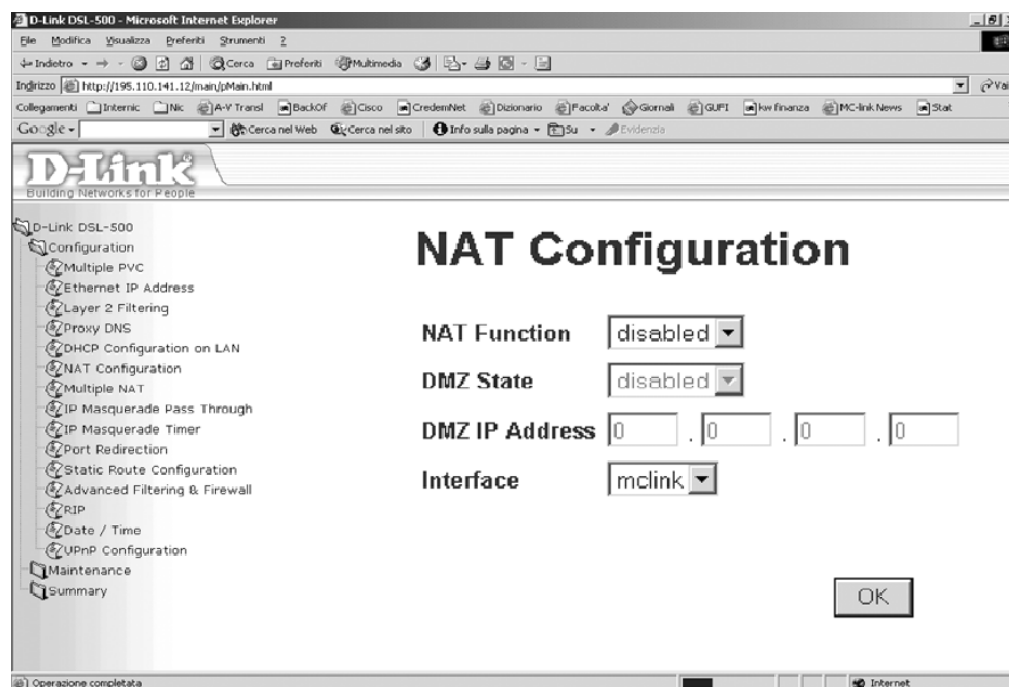 D-Link DSL-500 - Microsoft Internet Explorer
File Modifica Visualizza Preferiti Strumenti ?
Indietro Cerca Preferiti Multimedia
Indirizzo http://195.110.141.12/main/pMain.html Vai
Collegamenti Internic Nic A-V Transl BackOf Cisco CredemNet Dizionario Facolta' Giornali GUFI kw finanza MC-link News Stat
Google Cerca nel Web Cerca nel sito Info sulla pagina Su Evidenzia
D-Link
Building Networks for People
D-Link DSL-500
Configuration
Multiple PVC
Ethernet IP Address
Layer 2 Filtering
Proxy DNS
DHCP Configuration on LAN
NAT Configuration
Multiple NAT
IP Masquerade Pass Through
IP Masquerade Timer
Port Redirection
Static Route Configuration
Advanced Filtering & Firewall
RIP
Date / Time
UPnP Configuration
Maintenance
Summary
NAT Configuration
NAT Function disabled
DMZ State disabled
DMZ IP Address 0 . 0 . 0 . 0
Interface mclink
OK
Operazione completata Internet